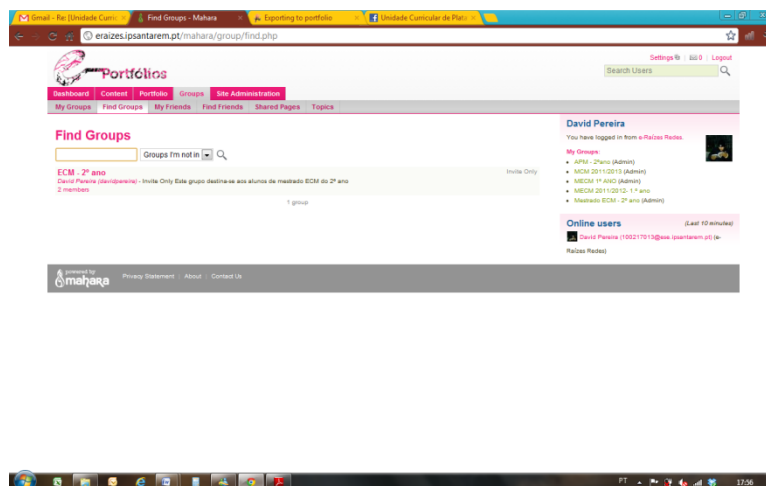 Gmail - Re: [Unidade Curric
Find Groups - Mahara
Exporting to portfolio
Unidade Curricular de Plata
eraizes.ipsantarem.pt/mahara/group/find.php
Portfólios
Settings | 0 | Logout
Search Users
Dashboard Content Portfolio Groups Site Administration
My Groups Find Groups My Friends Find Friends Shared Pages Topics
Find Groups
Groups I'm not in
ECM - 2º ano
Invite Only
David Pereira (davidpereira) - Invite Only Este grupo destina-se aos alunos de mestrado ECM do 2º ano
2 members
1 group
David Pereira
You have logged in from e-Raízes Redes.
My Groups:
APM - 2ºano (Admin)
MCM 2011/2013 (Admin)
MECM 1º ANO (Admin)
MECM 2011/2012- 1 º ano
Mestrado ECM - 2º ano (Admin)
Online users (Last 10 minutes)
David Pereira (100217013@ese.ipsantarem.pt) (e-
Raízes Redes)
powered by
mahara
Privacy Statement | About | Contact Us
PT
17:56